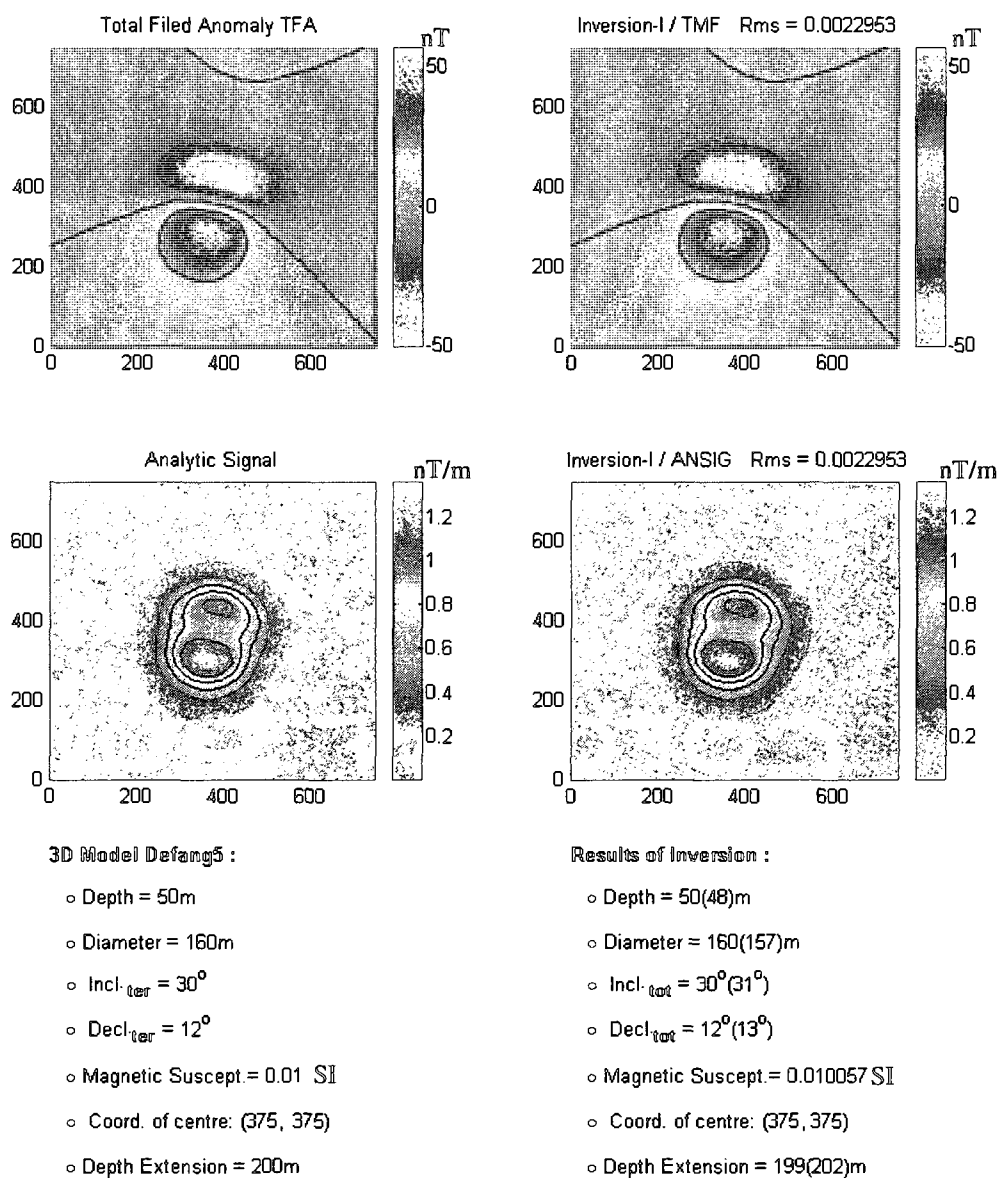 Total Filed Anomaly TFA
nT
600
400
200
0
0 200 400 600
50
0
-50
Inversion-I / TMF Rms = 0.0022953
nT
600
400
200
0
0 200 400 600
50
0
-50
Analytic Signal
nT/m
600
400
200
0
0 200 400 600
1.2
1
0.8
0.6
0.4
0.2
Inversion-I / ANSIG Rms = 0.0022953
nT/m
600
400
200
0
0 200 400 600
1.2
1
0.8
0.6
0.4
0.2
3D Model Defang5 :
o Depth = 50m
o Diameter = 160m
o Incl.ter = 30°
o Decl.ter = 12°
o Magnetic Suscept.= 0.01 SI
o Coord. of centre: (375, 375)
o Depth Extension = 200m
Results of Inversion :
o Depth = 50(48)m
o Diameter = 160(157)m
o Incl.tot = 30°(31°)
o Decl.tot = 12°(13°)
o Magnetic Suscept.= 0.010057 SI
o Coord. of centre: (375, 375)
o Depth Extension = 199(202)m